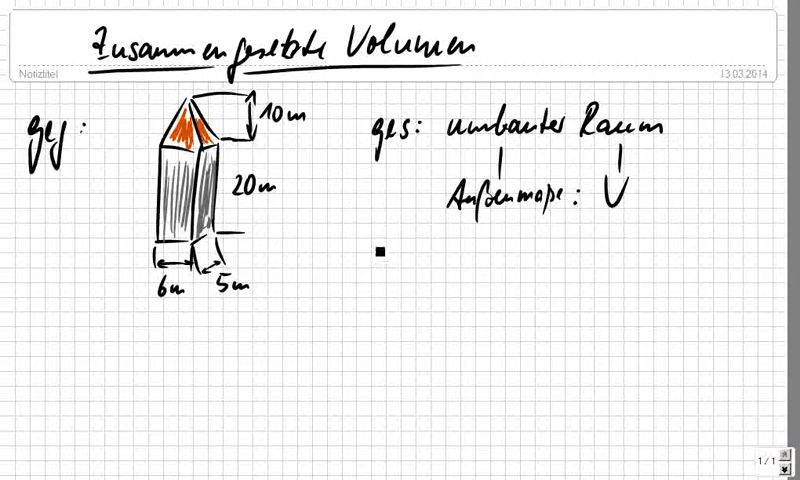 Zusammengesetzte Volumen
Notiztitel
13.03.2014
geg:
10m
20m
6m
5m
ges: umbauter Raum
Außenmaße: V
1/1